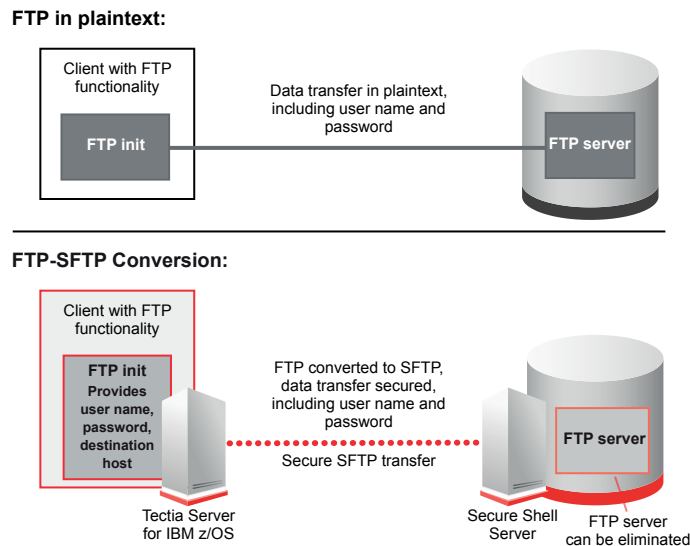 FTP in plaintext:
Client with FTP
functionality
FTP init
Data transfer in plaintext,
including user name and
password
FTP server
FTP-SFTP Conversion:
Client with FTP
functionality
FTP init
Provides
user name,
password,
destination
host
Tectia Server
for IBM z/OS
FTP converted to SFTP,
data transfer secured,
including user name and
password
Secure SFTP transfer
Secure Shell
Server
FTP server
FTP server
can be eliminated